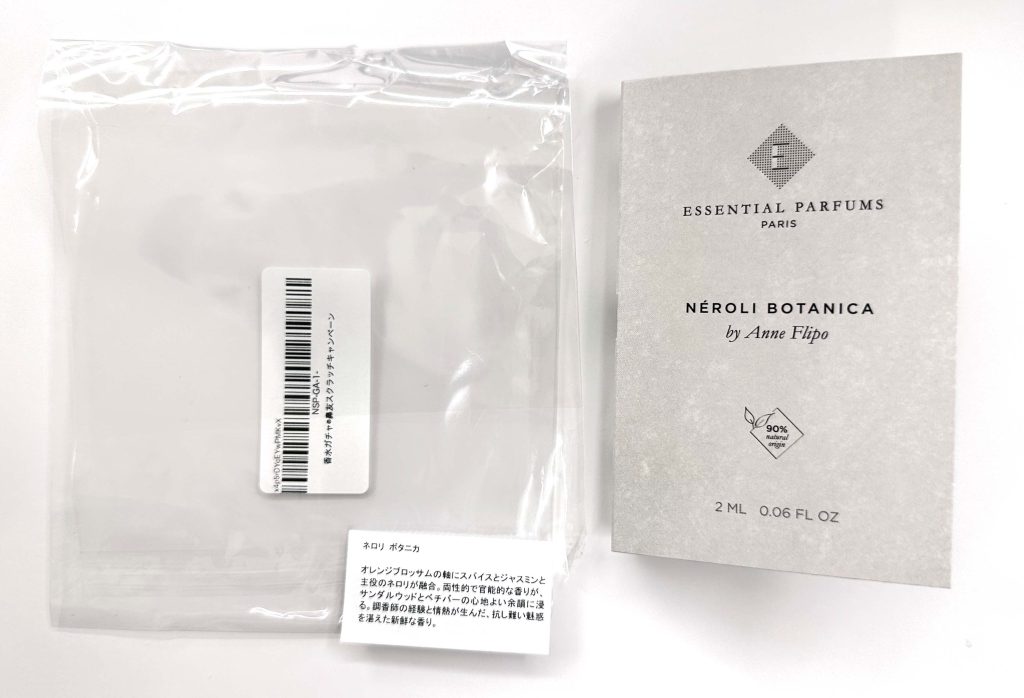 x4p5rOYdEYwPMKvX
NSP-GA-1-
香水ガチャ®鼻友スクラッチキャンペーン
ネロリ ボタニカ
オレンジブロッサムの軸にスパイスとジャスミンと
主役のネロリが融合。両性的で官能的な香りが、
サンダルウッドとベチバーの心地よい余韻に浸
る。調香師の経験と情熱が生んだ、抗し難い魅惑
を湛えた新鮮な香り。
E
ESSENTIAL PARFUMS
PARIS
NÉROLI BOTANICA
by Anne Flipo
90%
natural
origin
2 ML 0.06 FL OZ